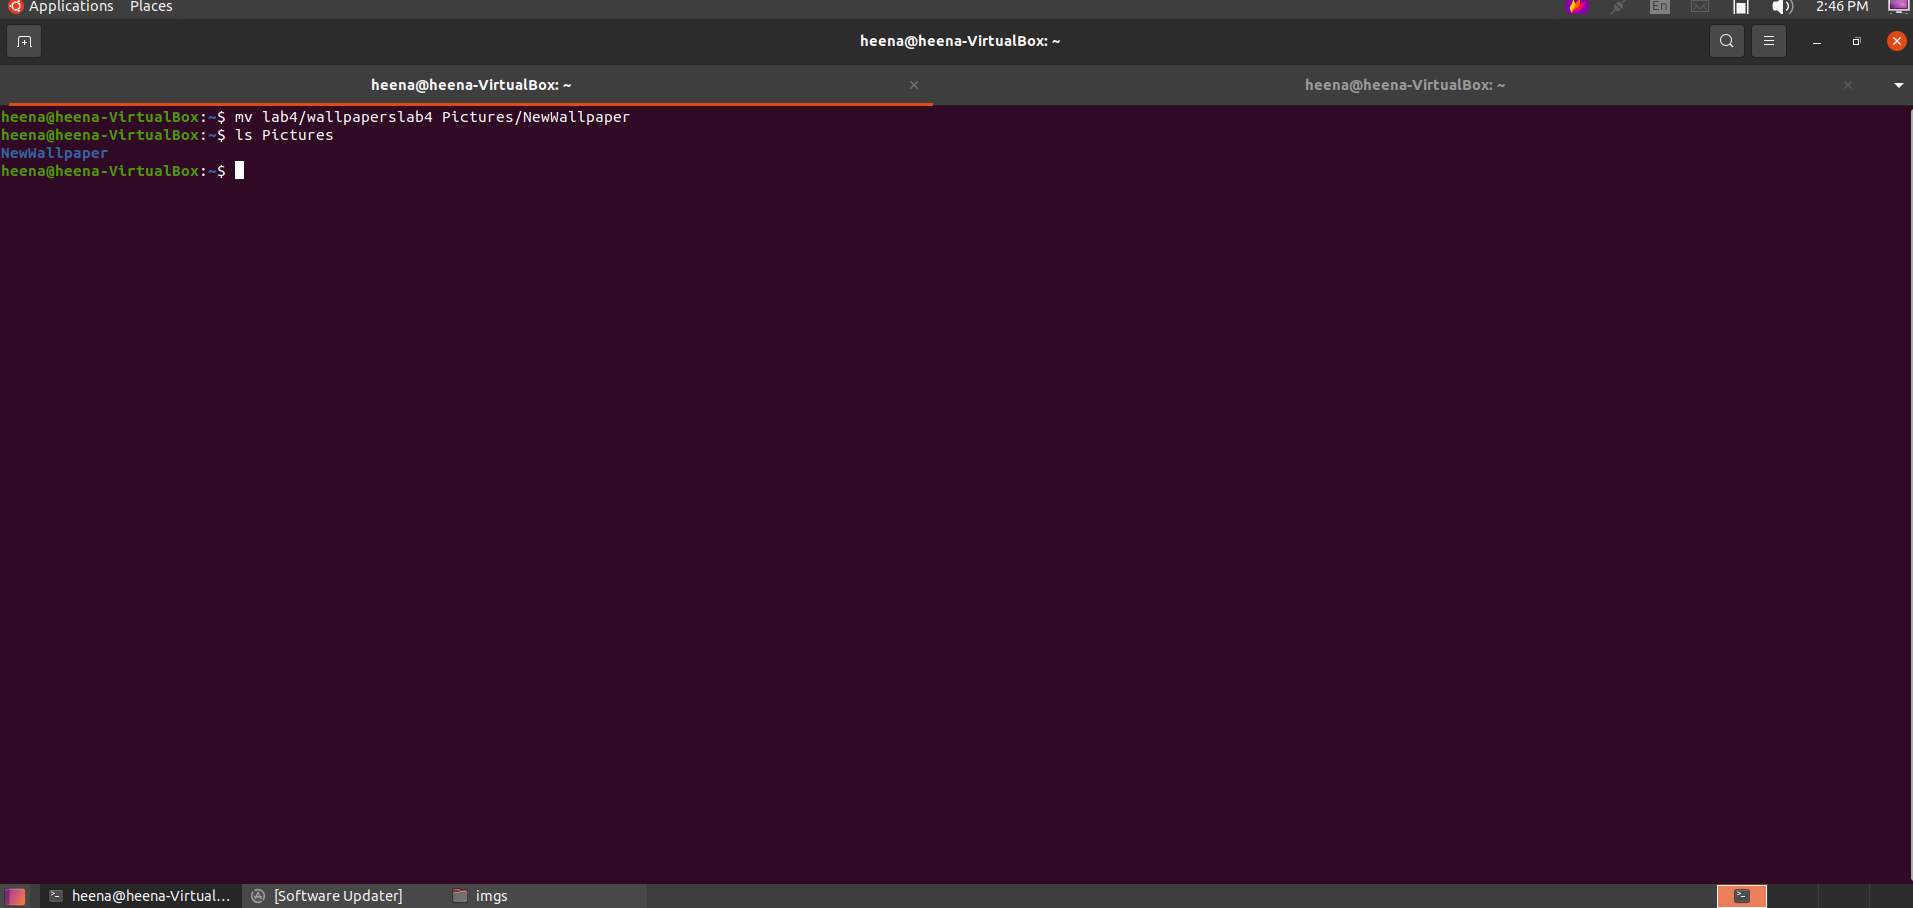 Applications Places En 2:46 PM
heena@heena-VirtualBox: ~
heena@heena-VirtualBox: ~ heena@heena-VirtualBox: ~
heena@heena-VirtualBox:~$ mv lab4/wallpaperslab4 Pictures/NewWallpaper
heena@heena-VirtualBox:~$ ls Pictures
NewWallpaper
heena@heena-VirtualBox:~$
heena@heena-Virtual... [Software Updater] imgs